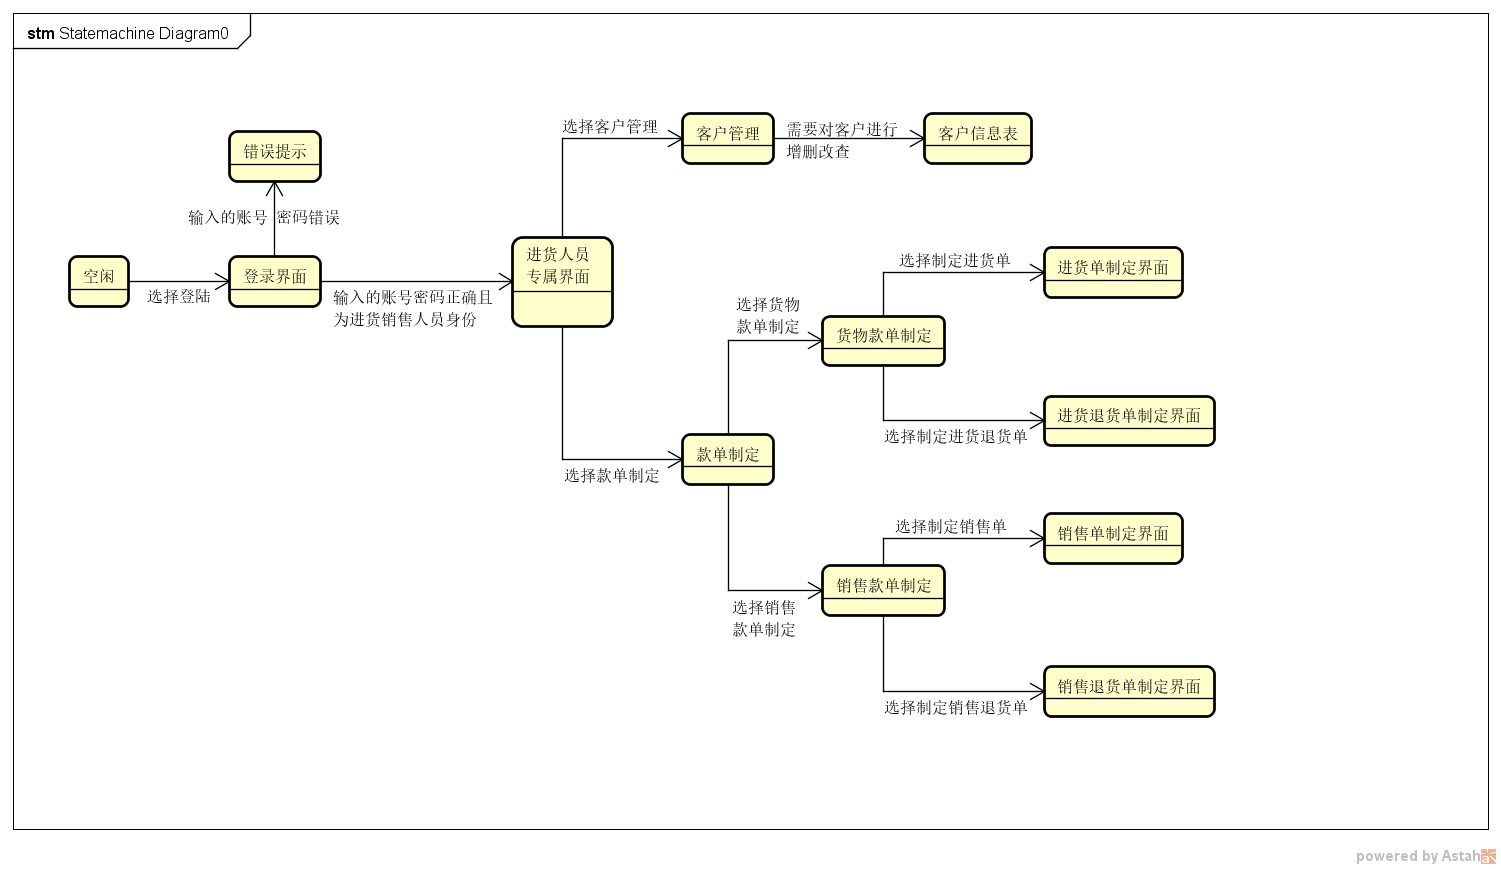 stm Statemachine Diagram0
选择客户管理
客户管理
需要对客户进行
增删改查
客户信息表
错误提示
输入的账号 密码错误
空闲
选择登陆
登录界面
输入的账号密码正确且
为进货销售人员身份
进货人员
专属界面
选择制定进货单
进货单制定界面
选择货物
款单制定
货物款单制定
选择制定进货退货单
进货退货单制定界面
选择款单制定
款单制定
选择制定销售单
销售单制定界面
选择销售
款单制定
销售款单制定
选择制定销售退货单
销售退货单制定界面
powered by Astah